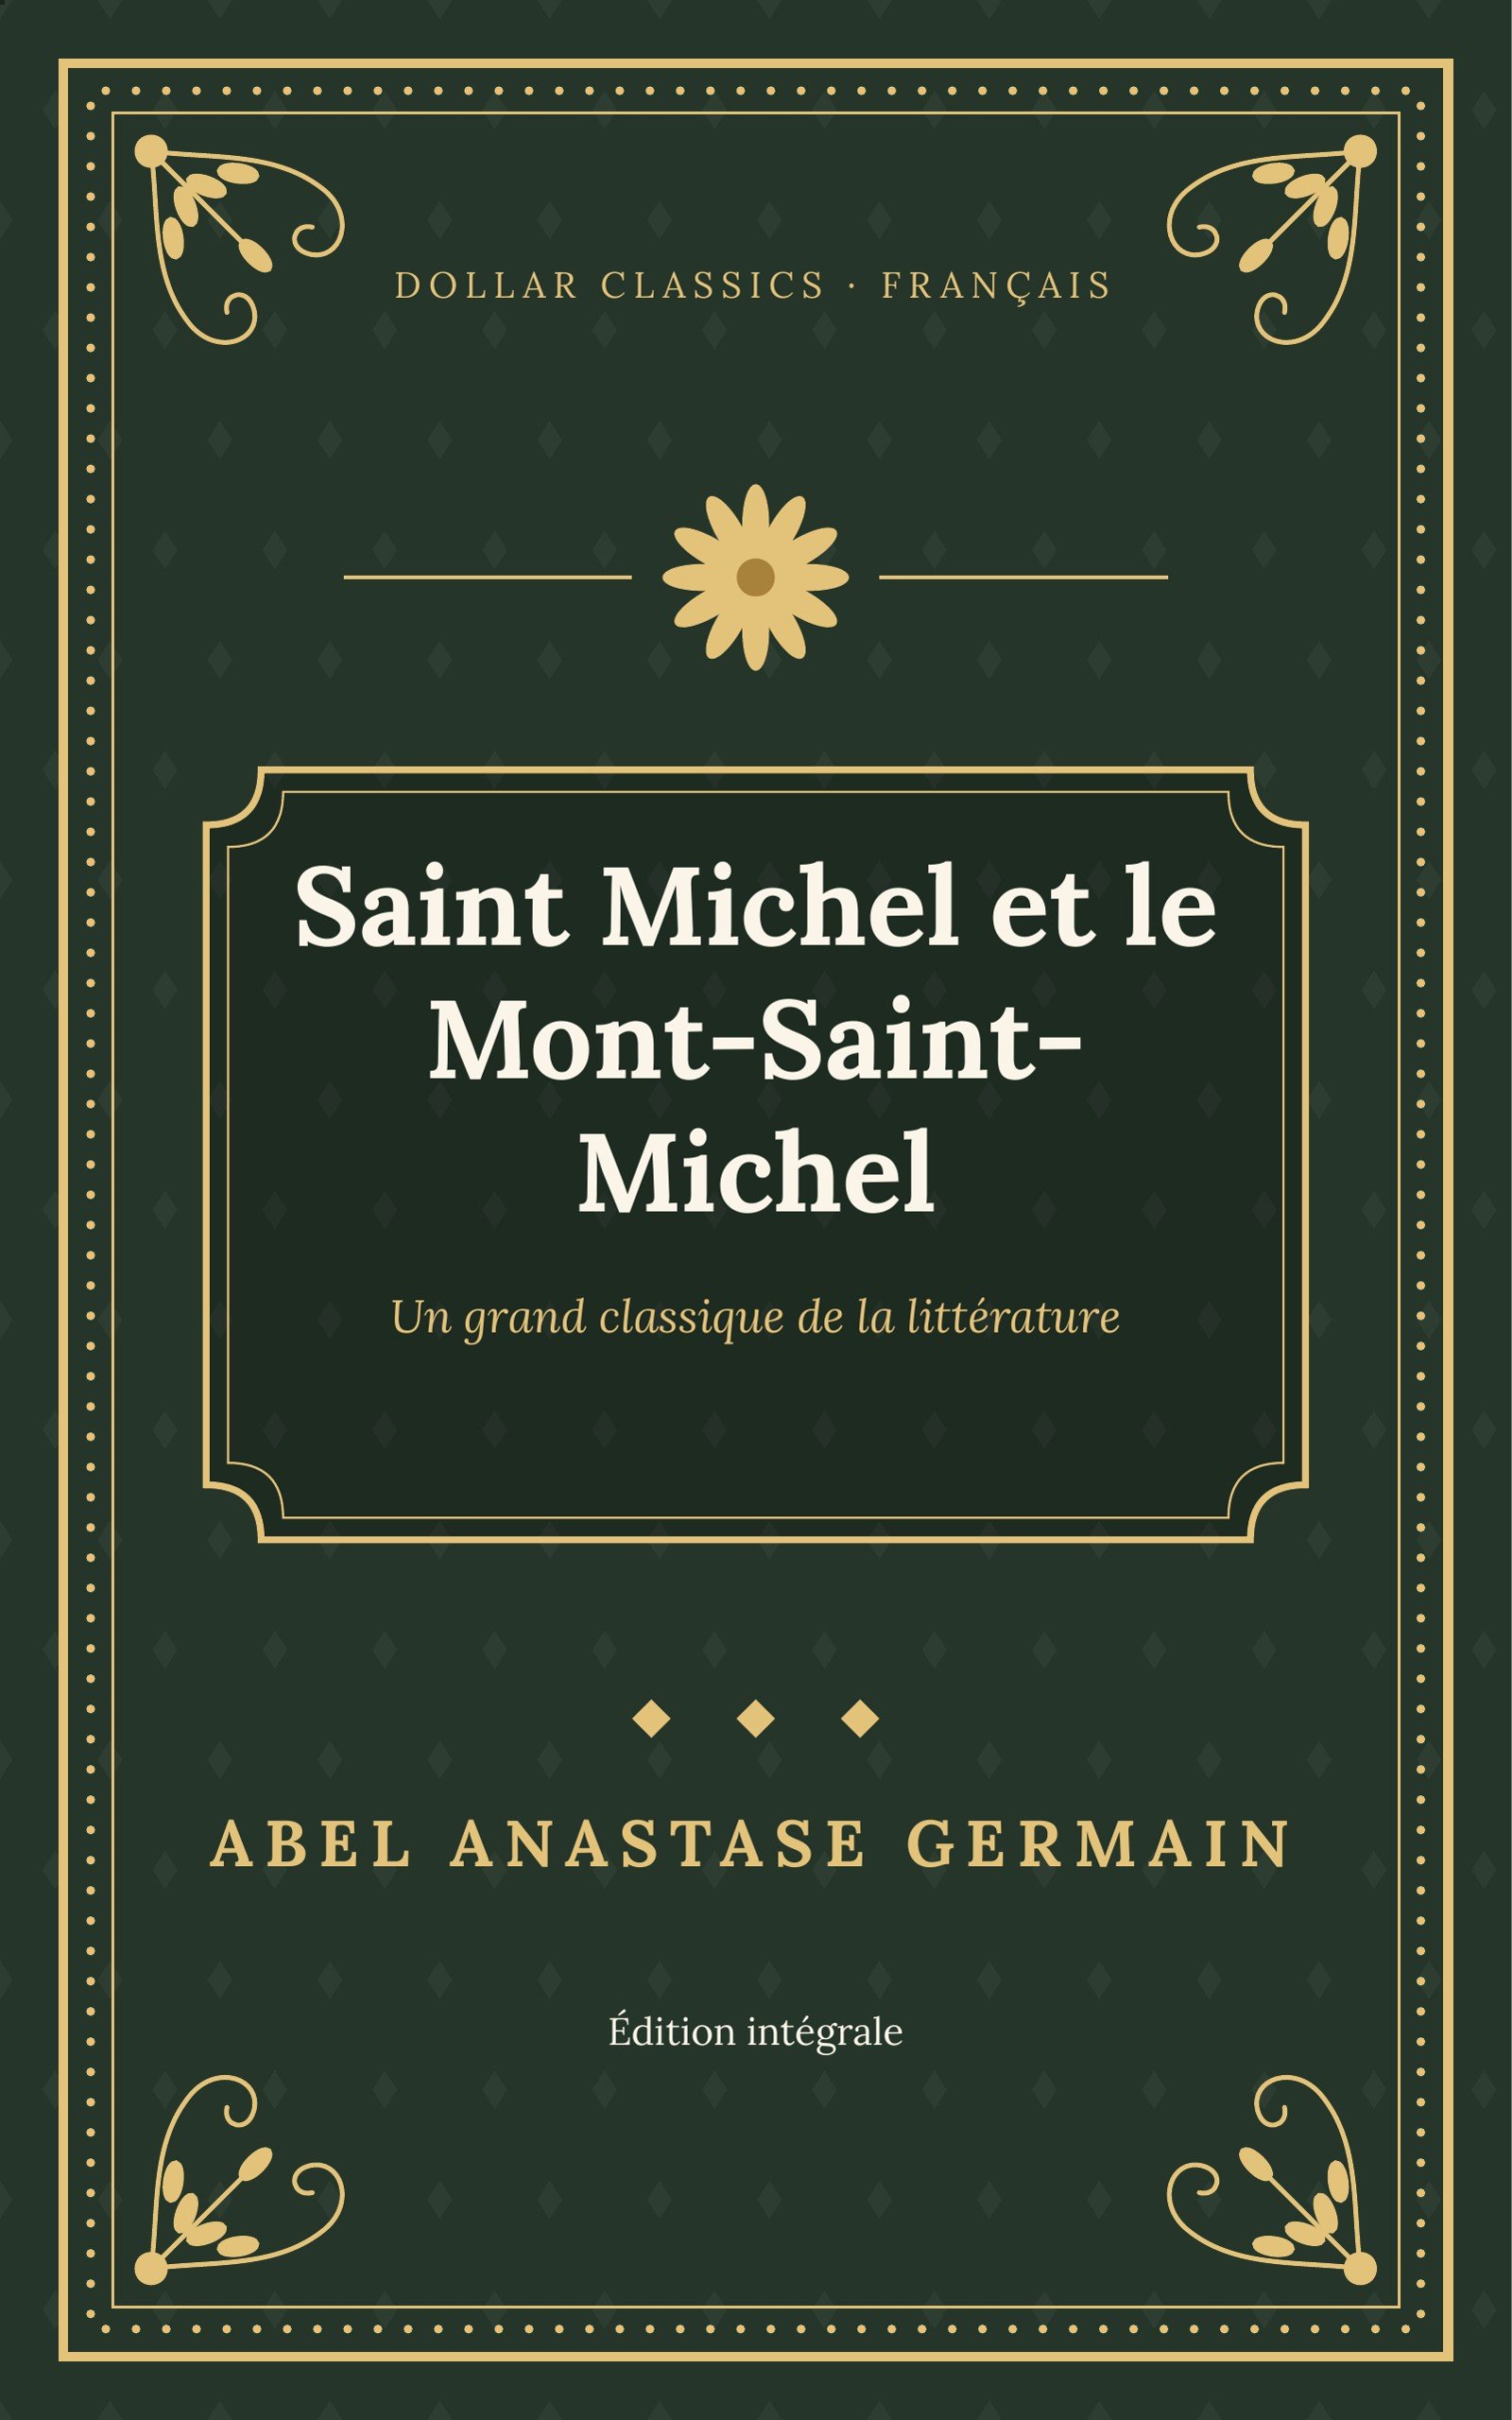 DOLLAR CLASSICS · FRANÇAIS
Saint Michel et le
Mont-Saint-
Michel
Un grand classique de la littérature
ABEL ANASTASE GERMAIN
Édition intégrale